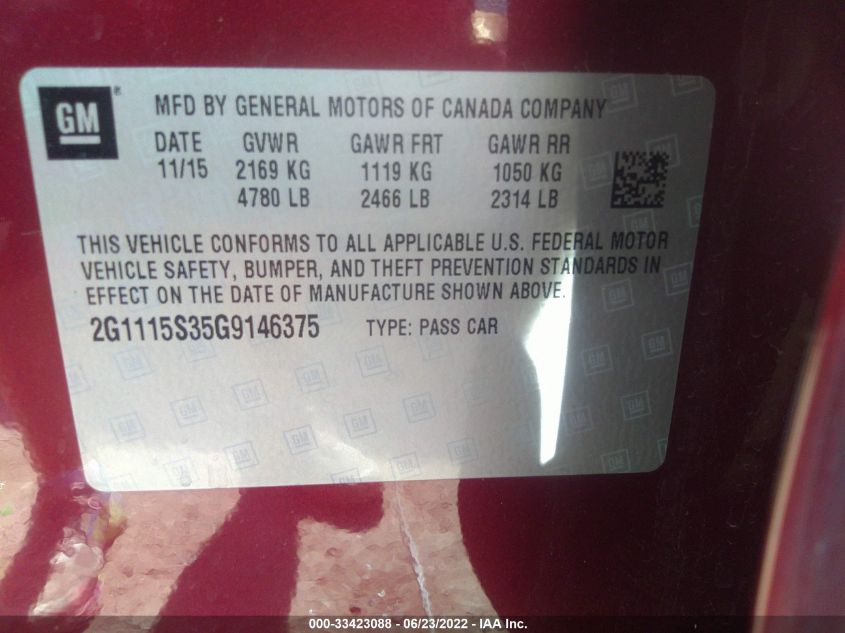 GM ®
MFD BY GENERAL MOTORS OF CANADA COMPANY
DATE GVWR GAWR FRT GAWR RR
11/15 2169 KG 1119 KG 1050 KG
4780 LB 2466 LB 2314 LB
THIS VEHICLE CONFORMS TO ALL APPLICABLE U.S. FEDERAL MOTOR
VEHICLE SAFETY, BUMPER, AND THEFT PREVENTION STANDARDS IN
EFFECT ON THE DATE OF MANUFACTURE SHOWN ABOVE.
2G1115S35G9146375 TYPE: PASS CAR
000-33423088 - 06/23/2022 - IAA Inc.